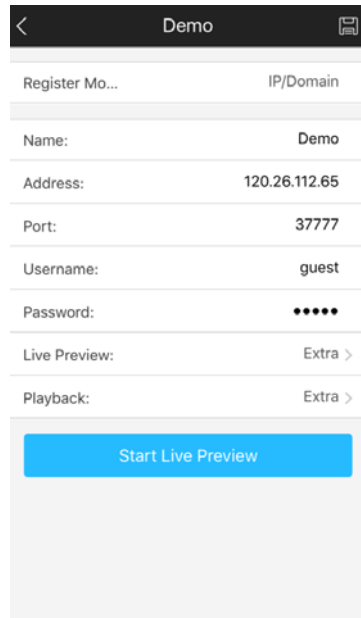 Demo
Register Mo... IP/Domain
Name: Demo
Address: 120.26.112.65
Port: 37777
Username: guest
Password: •••••
Live Preview: Extra >
Playback: Extra >
Start Live Preview